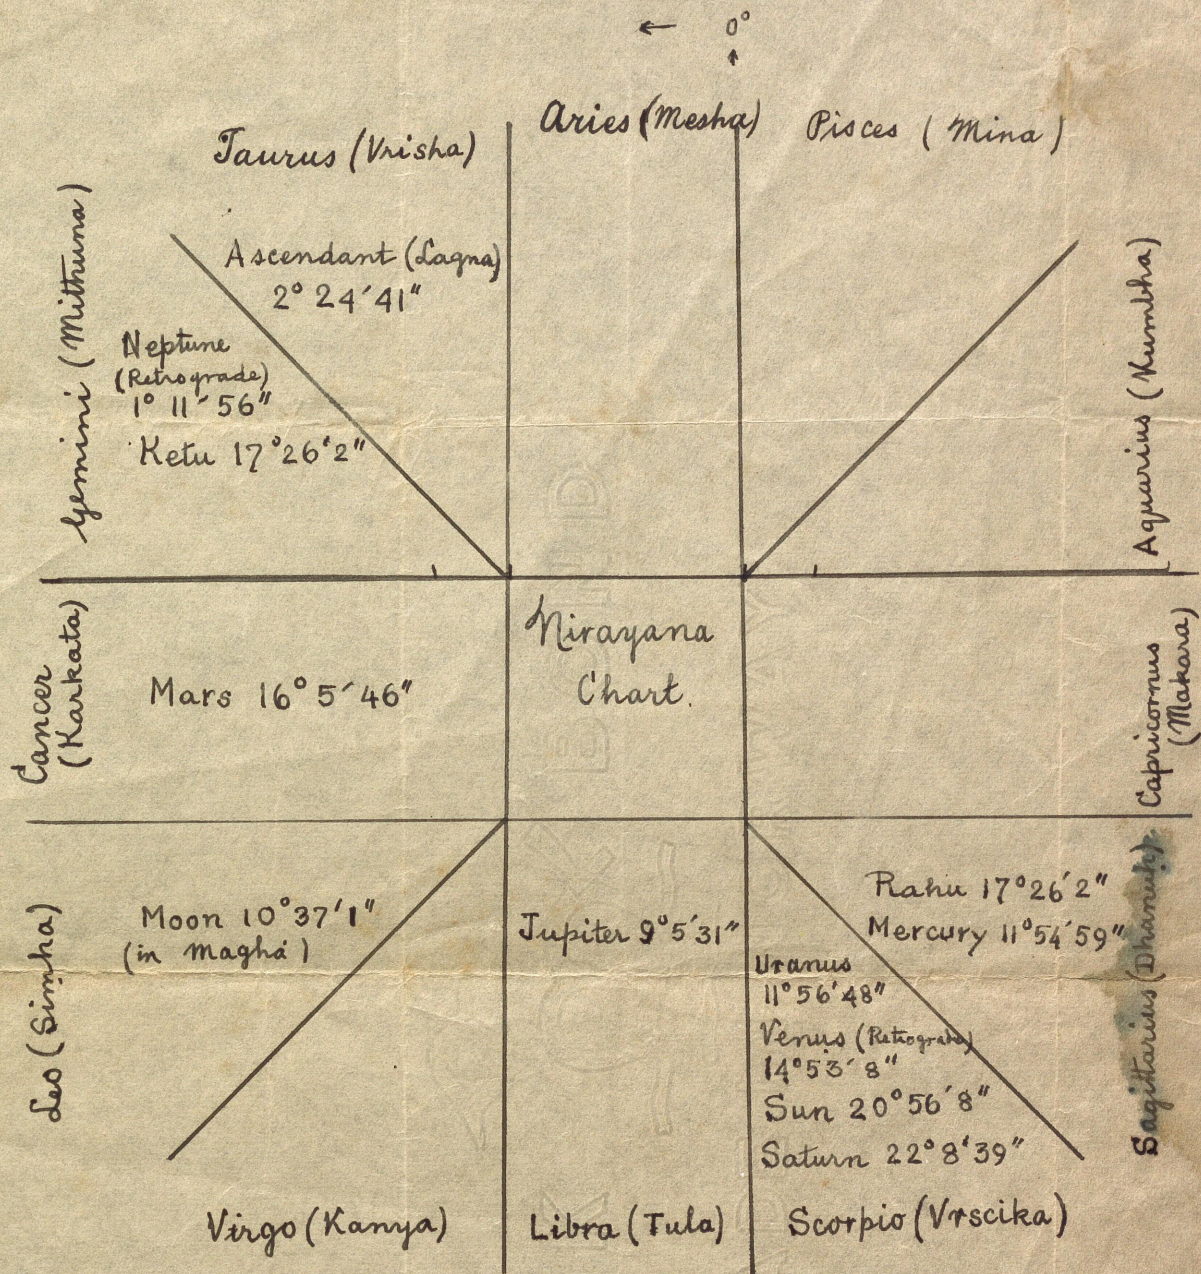 ← 0°
↑
Aries (Mesha)
Pisces (Mina)
Taurus (Vrisha)
Gemini (Mithuna)
Ascendant (Lagna)
2° 24′ 41″
Neptune
(Retrograde)
1° 11′ 56″
Ketu 17° 26′ 2″
Aquarius (Kumbha)
Nirayana
Chart.
Cancer
(Karkata)
Mars 16° 5′ 46″
Capricornus
(Makara)
Leo (Siṃha)
Moon 10° 37′ 1″
(in Maghá)
Jupiter 9° 5′ 31″
Rahu 17° 26′ 2″
Mercury 11° 54′ 59″
Uranus
11° 56′ 48″
Venus (Retrograde)
14° 53′ 8″
Sun 20° 56′ 8″
Saturn 22° 8′ 39″
Sagittarius (Dhanuḥ)
Virgo (Kanya)
Libra (Tula)
Scorpio (Vrscika)